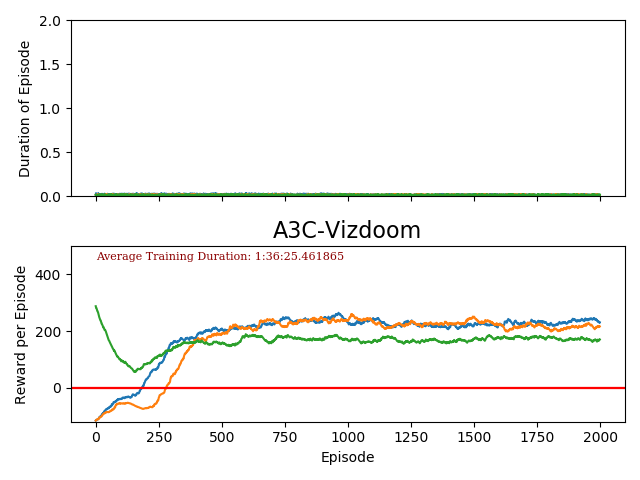 2.0
1.5
1.0
0.5
0.0
Duration of Episode
A3C-Vizdoom
Average Training Duration: 1:36:25.461865
400
200
0
Reward per Episode
0 250 500 750 1000 1250 1500 1750 2000
Episode